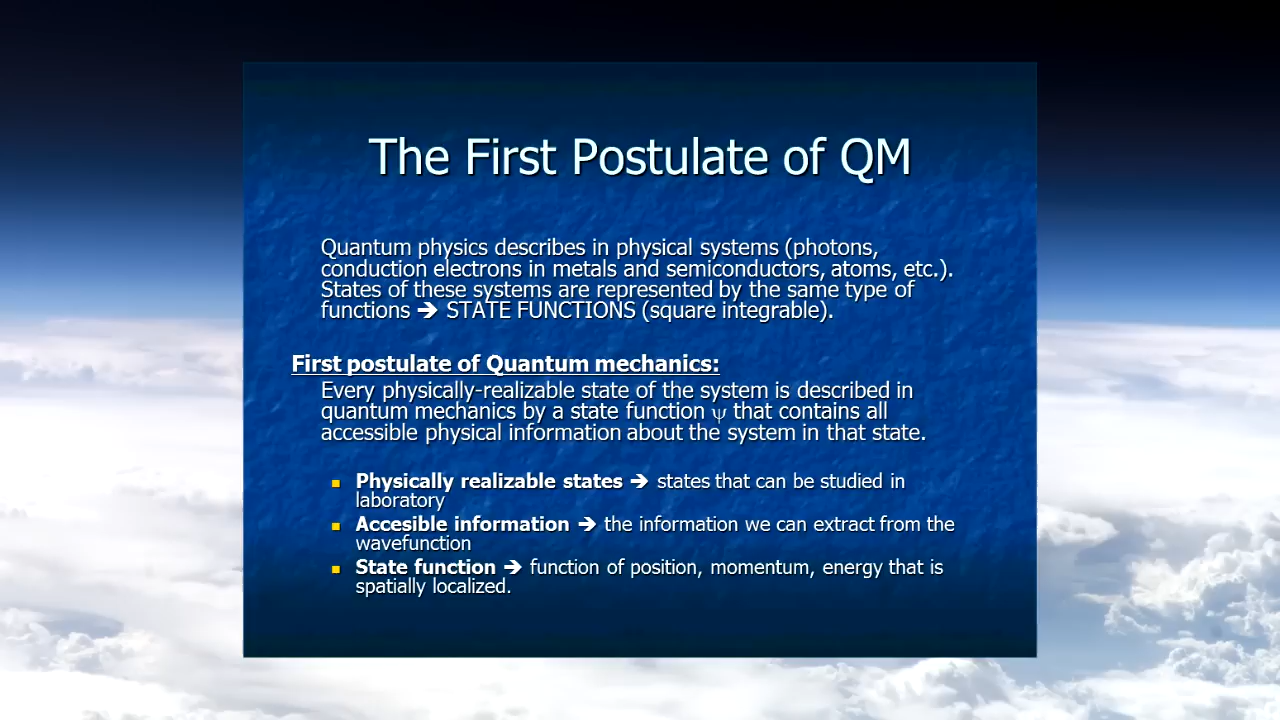 The First Postulate of QM
Quantum physics describes in physical systems (photons,
conduction electrons in metals and semiconductors, atoms, etc.).
States of these systems are represented by the same type of
functions ➔ STATE FUNCTIONS (square integrable).
First postulate of Quantum mechanics:
Every physically-realizable state of the system is described in
quantum mechanics by a state function ψ that contains all
accessible physical information about the system in that state.
Physically realizable states ➔ states that can be studied in
laboratory
Accesible information ➔ the information we can extract from the
wavefunction
State function ➔ function of position, momentum, energy that is
spatially localized.